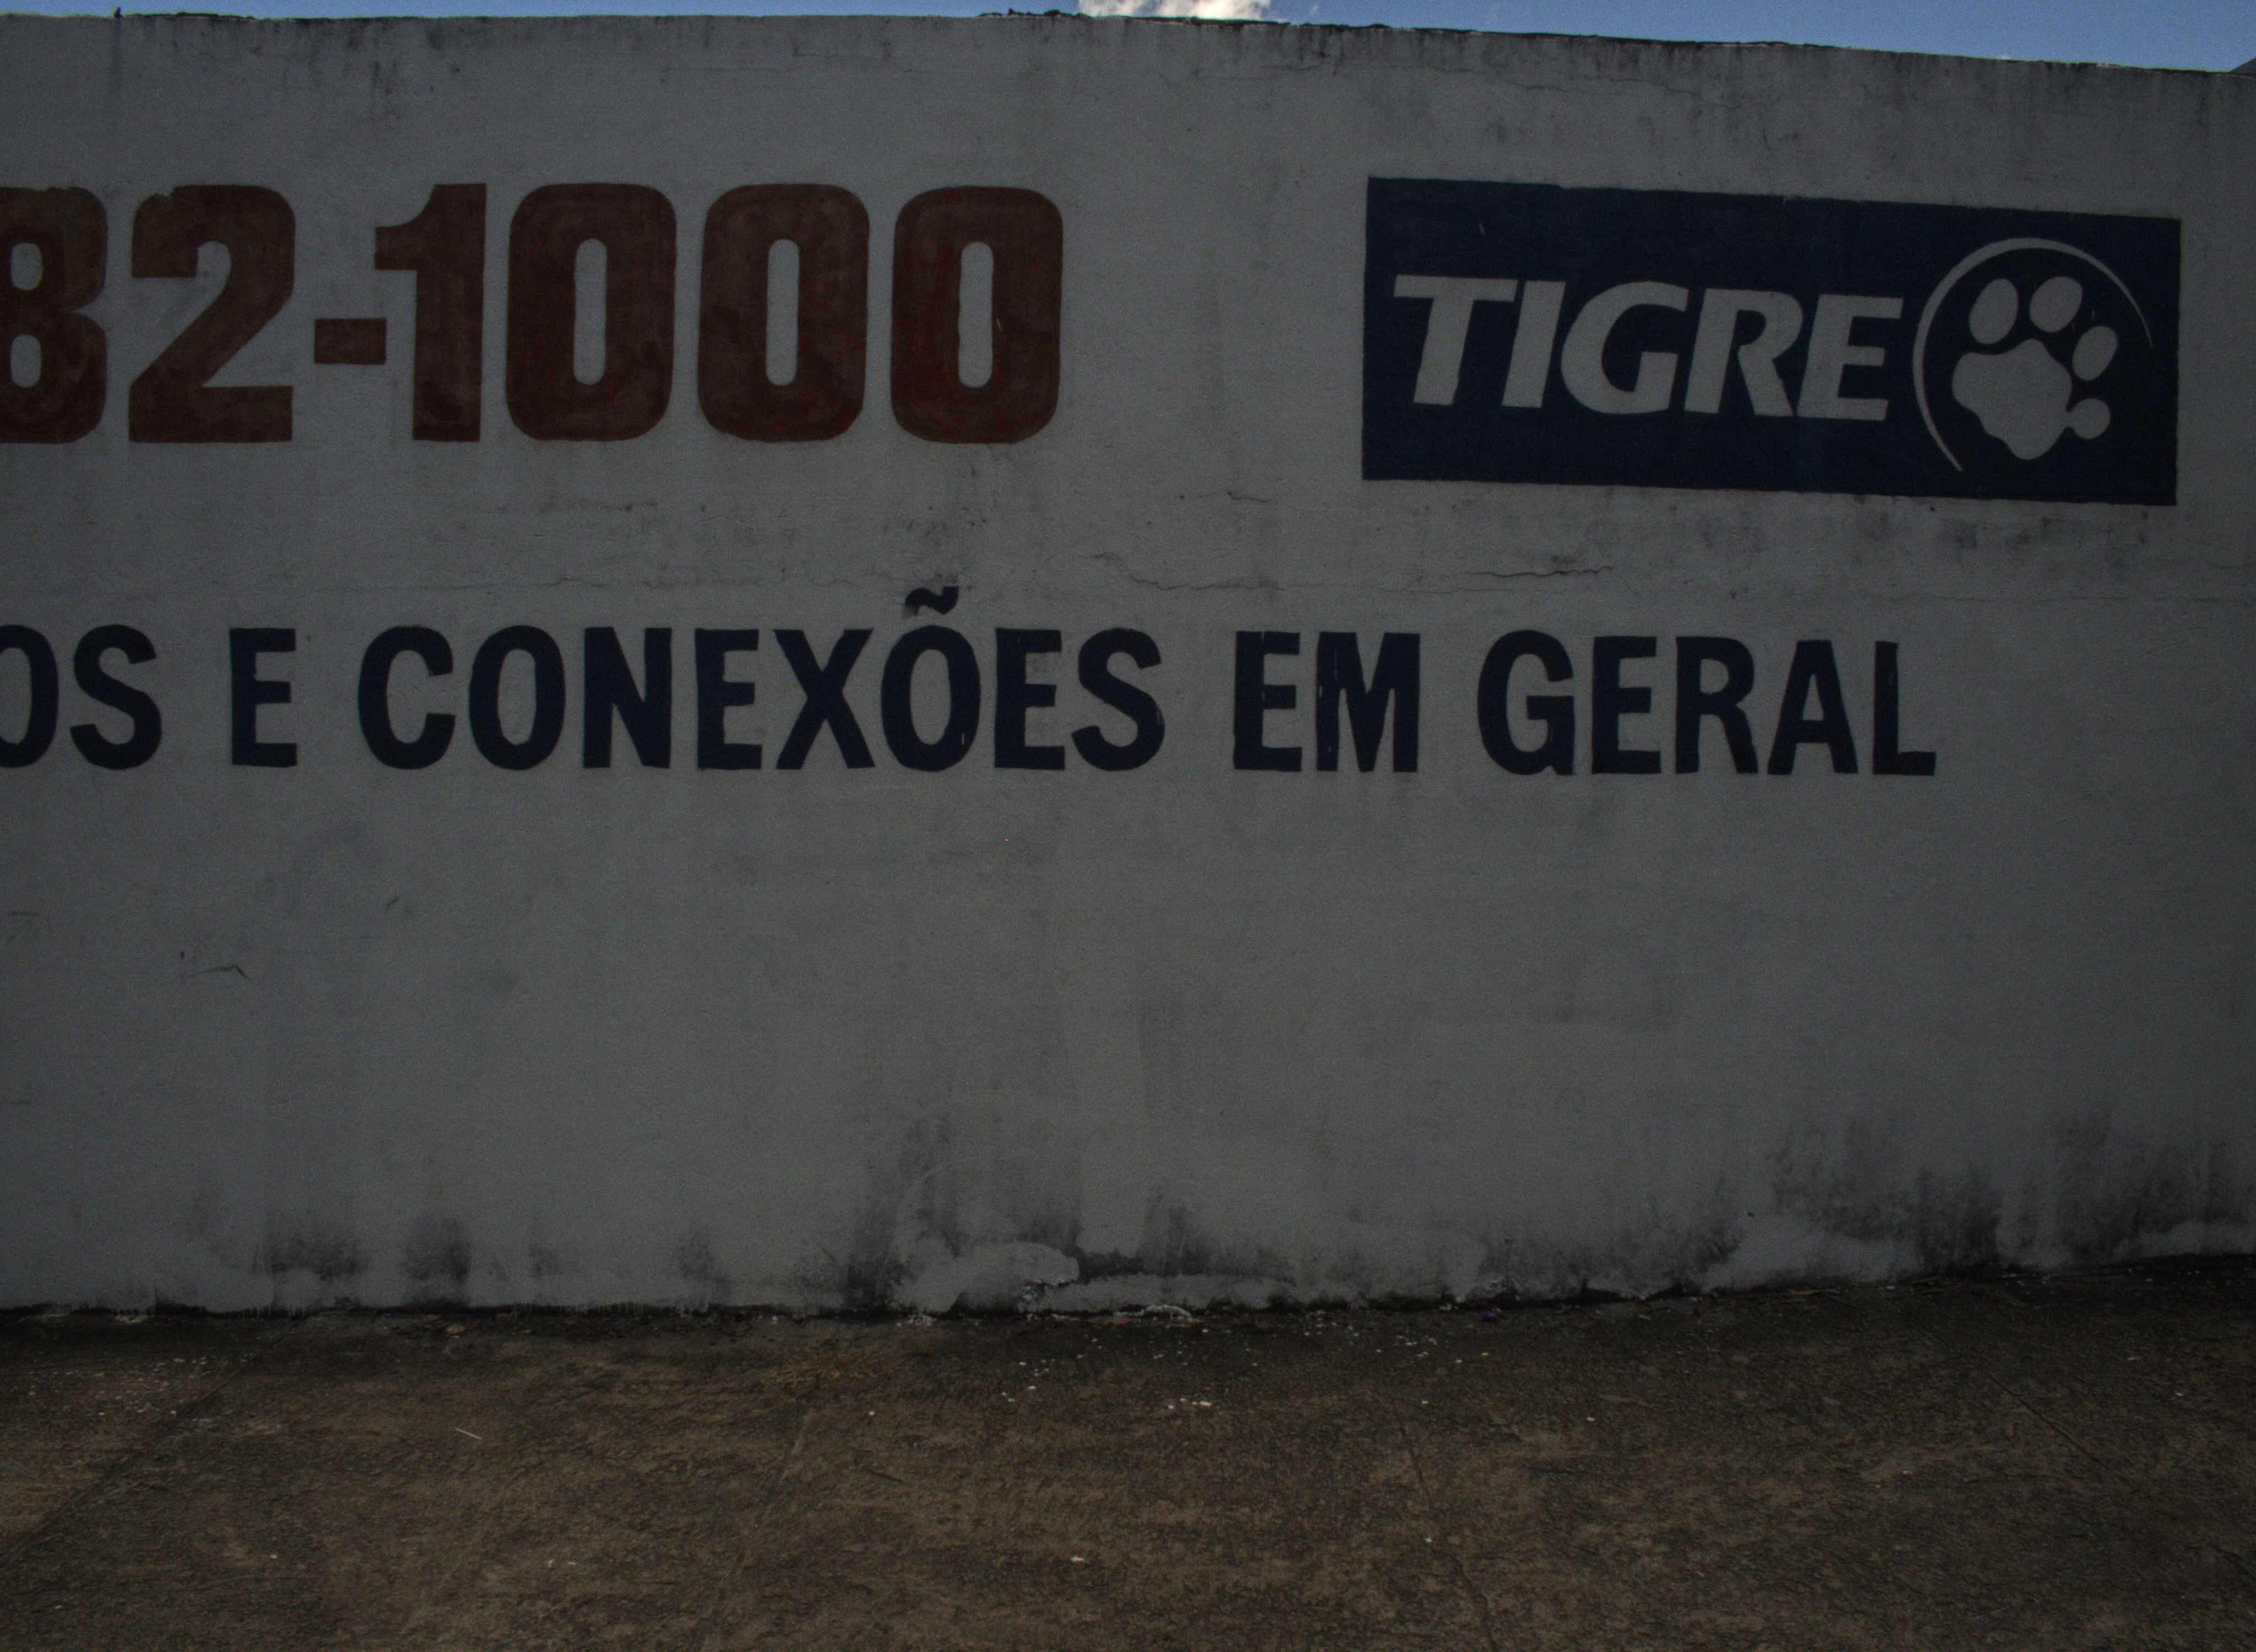 82-1000
TIGRE
OS E CONEXÕES EM GERAL